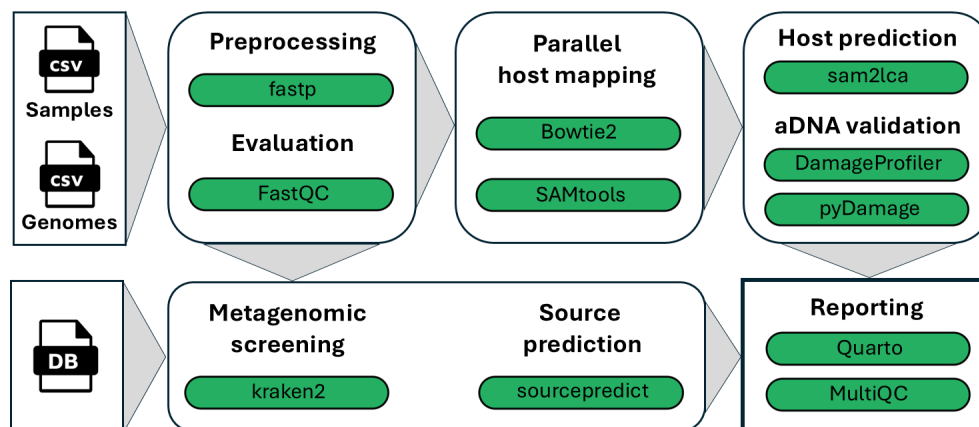 CSV
Samples
CSV
Genomes
Preprocessing
fastp
Evaluation
FastQC
Parallel
host mapping
Bowtie2
SAMtools
Host prediction
sam2lca
aDNA validation
DamageProfiler
pyDamage
DB
Metagenomic
screening
kraken2
Source
prediction
sourcepredict
Reporting
Quarto
MultiQC